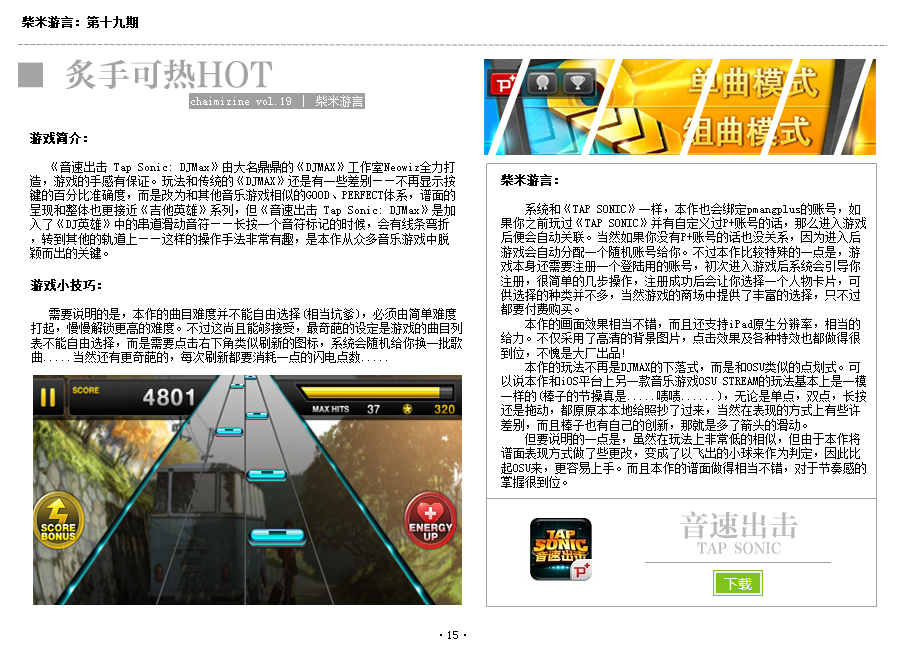 柴米游言：第十九期
炙手可热HOT
chaimizine vol.19 | 柴米游言
游戏简介：
《音速出击 Tap Sonic: DJMax》由大名鼎鼎的《DJMAX》工作室Neowiz全力打
造，游戏的手感有保证。玩法和传统的《DJMAX》还是有一些差别——不再显示按
键的百分比准确度，而是改为和其他音乐游戏相似的GOOD、PERFECT体系，谱面的
呈现和整体也更接近《吉他英雄》系列，但《音速出击 Tap Sonic: DJMax》是加
入了《DJ英雄》中的串道滑动音符——长按一个音符标记的时候，会有线条弯折
，转到其他的轨道上——这样的操作手法非常有趣，是本作从众多音乐游戏中脱
颖而出的关键。
游戏小技巧：
需要说明的是，本作的曲目难度并不能自由选择(相当坑爹)，必须由简单难度
打起，慢慢解锁更高的难度。不过这尚且能够接受，最奇葩的设定是游戏的曲目列
表不能自由选择，而是需要点击右下角类似刷新的图标，系统会随机给你换一批歌
曲.....当然还有更奇葩的，每次刷新都要消耗一点的闪电点数.....
SCORE
4801
MAX HITS 37 320
SCORE
BONUS
ENERGY
UP
P+
单曲模式
组曲模式
柴米游言：
系统和《TAP SONIC》一样，本作也会绑定pmangplus的账号，如
果你之前玩过《TAP SONIC》并有自定义过P+账号的话，那么进入游戏
后便会自动关联。当然如果你没有P+账号的话也没关系，因为进入后
游戏会自动分配一个随机账号给你。不过本作比较特殊的一点是，游
戏本身还需要注册一个登陆用的账号，初次进入游戏后系统会引导你
注册，很简单的几步操作，注册成功后会让你选择一个人物卡片，可
供选择的种类并不多，当然游戏的商场中提供了丰富的选择，只不过
都要付费购买。
本作的画面效果相当不错，而且还支持iPad原生分辨率，相当的
给力。不仅采用了高清的背景图片，点击效果及各种特效也都做得很
到位，不愧是大厂出品!
本作的玩法不再是DJMAX的下落式，而是和OSU类似的点划式。可
以说本作和iOS平台上另一款音乐游戏OSU STREAM的玩法基本上是一模
一样的(棒子的节操真是.....啧啧......)，无论是单点，双点，长按
还是拖动，都原原本本地给照抄了过来，当然在表现的方式上有些许
差别，而且棒子也有自己的创新，那就是多了箭头的滑动。
但要说明的一点是，虽然在玩法上非常低的相似，但由于本作将
谱面表现方式做了些更改，变成了以飞出的小球来作为判定，因此比
起OSU来，更容易上手。而且本作的谱面做得相当不错，对于节奏感的
掌握很到位。
TAP
SONIC
音速出击
P+
音速出击
TAP SONIC
下载
·15·